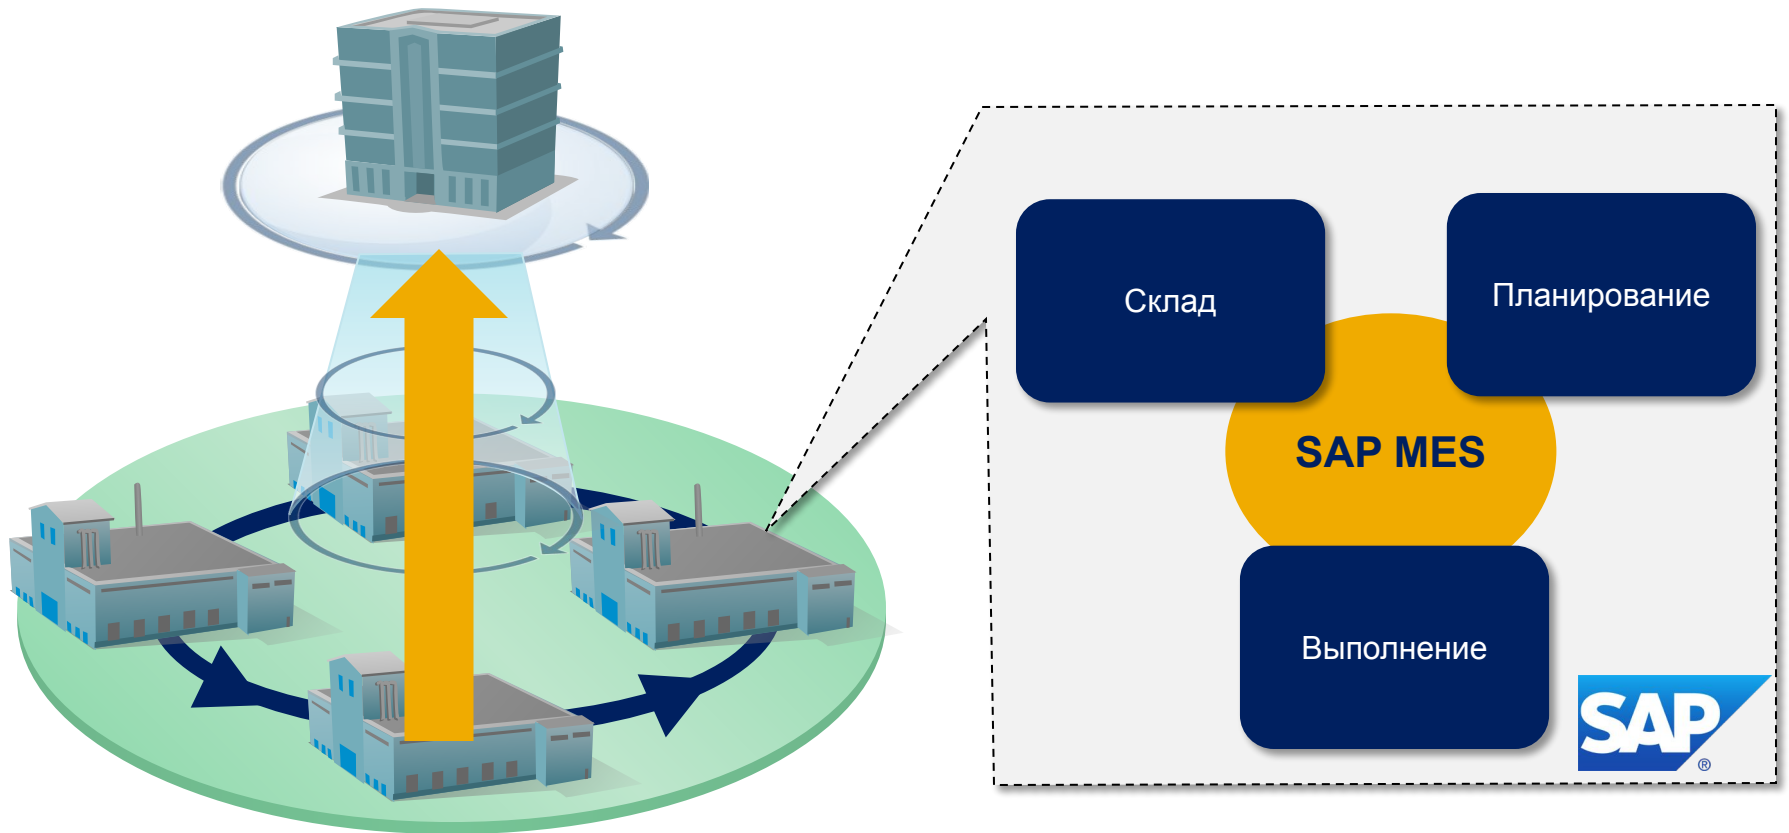 Склад
Планирование
SAP MES
Выполнение
SAP
®